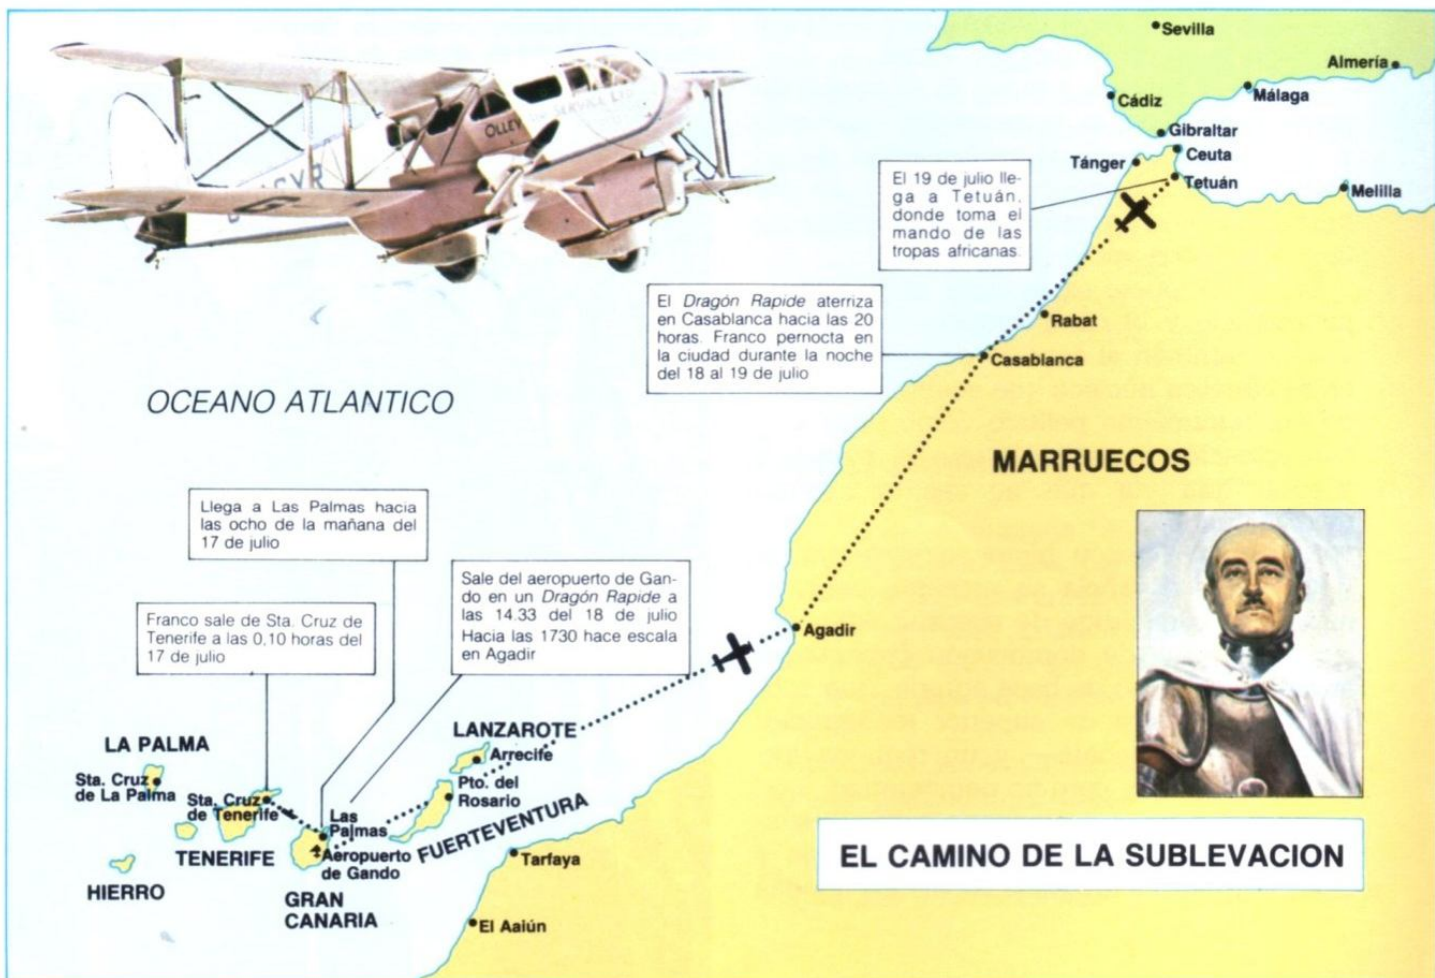 OLLEY
SERVICE LTD
Sevilla
Almería
Málaga
Cádiz
Gibraltar
Ceuta
Tánger
Tetuán
Melilla
El 19 de julio lle-
ga a Tetuán,
donde toma el
mando de las
tropas africanas.
El Dragón Rapide aterriza
en Casablanca hacia las 20
horas. Franco pernocta en
la ciudad durante la noche
del 18 al 19 de julio
Rabat
Casablanca
OCEANO ATLANTICO
MARRUECOS
Llega a Las Palmas hacia
las ocho de la mañana del
17 de julio
Sale del aeropuerto de Gan-
do en un Dragón Rapide a
las 14.33 del 18 de julio
Hacia las 1730 hace escala
en Agadir
Franco sale de Sta. Cruz de
Tenerife a las 0,10 horas del
17 de julio
Agadir
LANZAROTE
Arrecife
LA PALMA
Sta. Cruz
de La Palma
Sta. Cruz
de Tenerife
Pto. del
Rosario
Las
Palmas
FUERTEVENTURA
TENERIFE
Aeropuerto
de Gando
HIERRO
GRAN
CANARIA
Tarfaya
El Aaiún
EL CAMINO DE LA SUBLEVACION